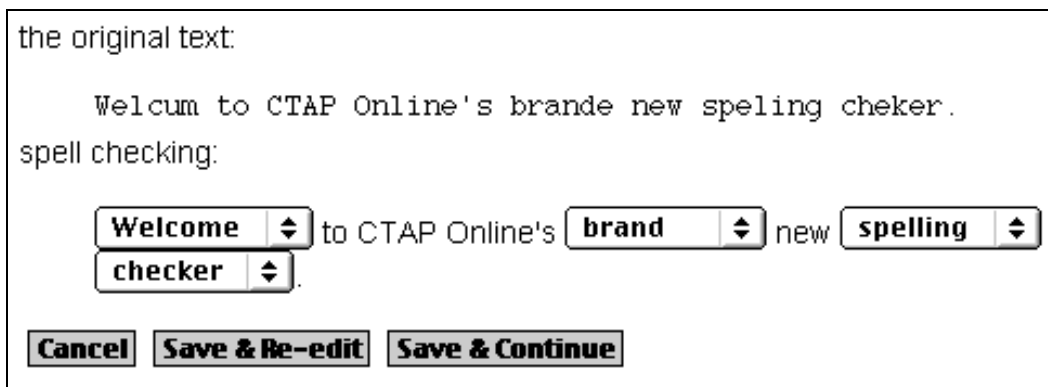 the original text:
Welcum to CTAP Online's brande new speling cheker.
spell checking:
Welcome to CTAP Online's brand new spelling
checker.
Cancel Save & Re-edit Save & Continue